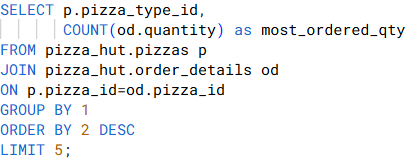 SELECT p.pizza_type_id,
COUNT(od.quantity) as most_ordered_qty
FROM pizza_hut.pizzas p
JOIN pizza_hut.order_details od
ON p.pizza_id=od.pizza_id
GROUP BY 1
ORDER BY 2 DESC
LIMIT 5;